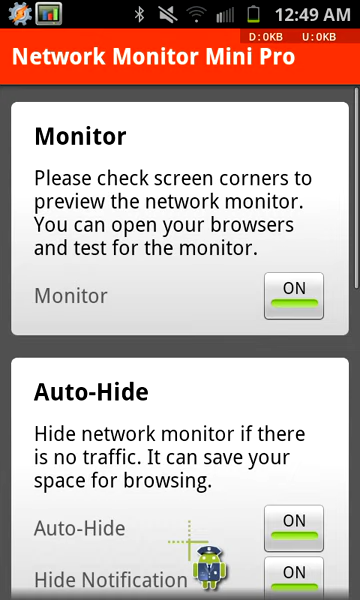 12:49 AM
D:0KB U:0KB
Network Monitor Mini Pro
Monitor
Please check screen corners to
preview the network monitor.
You can open your browsers
and test for the monitor.
Monitor ON
Auto-Hide
Hide network monitor if there
is no traffic. It can save your
space for browsing.
Auto-Hide ON
Hide Notification ON